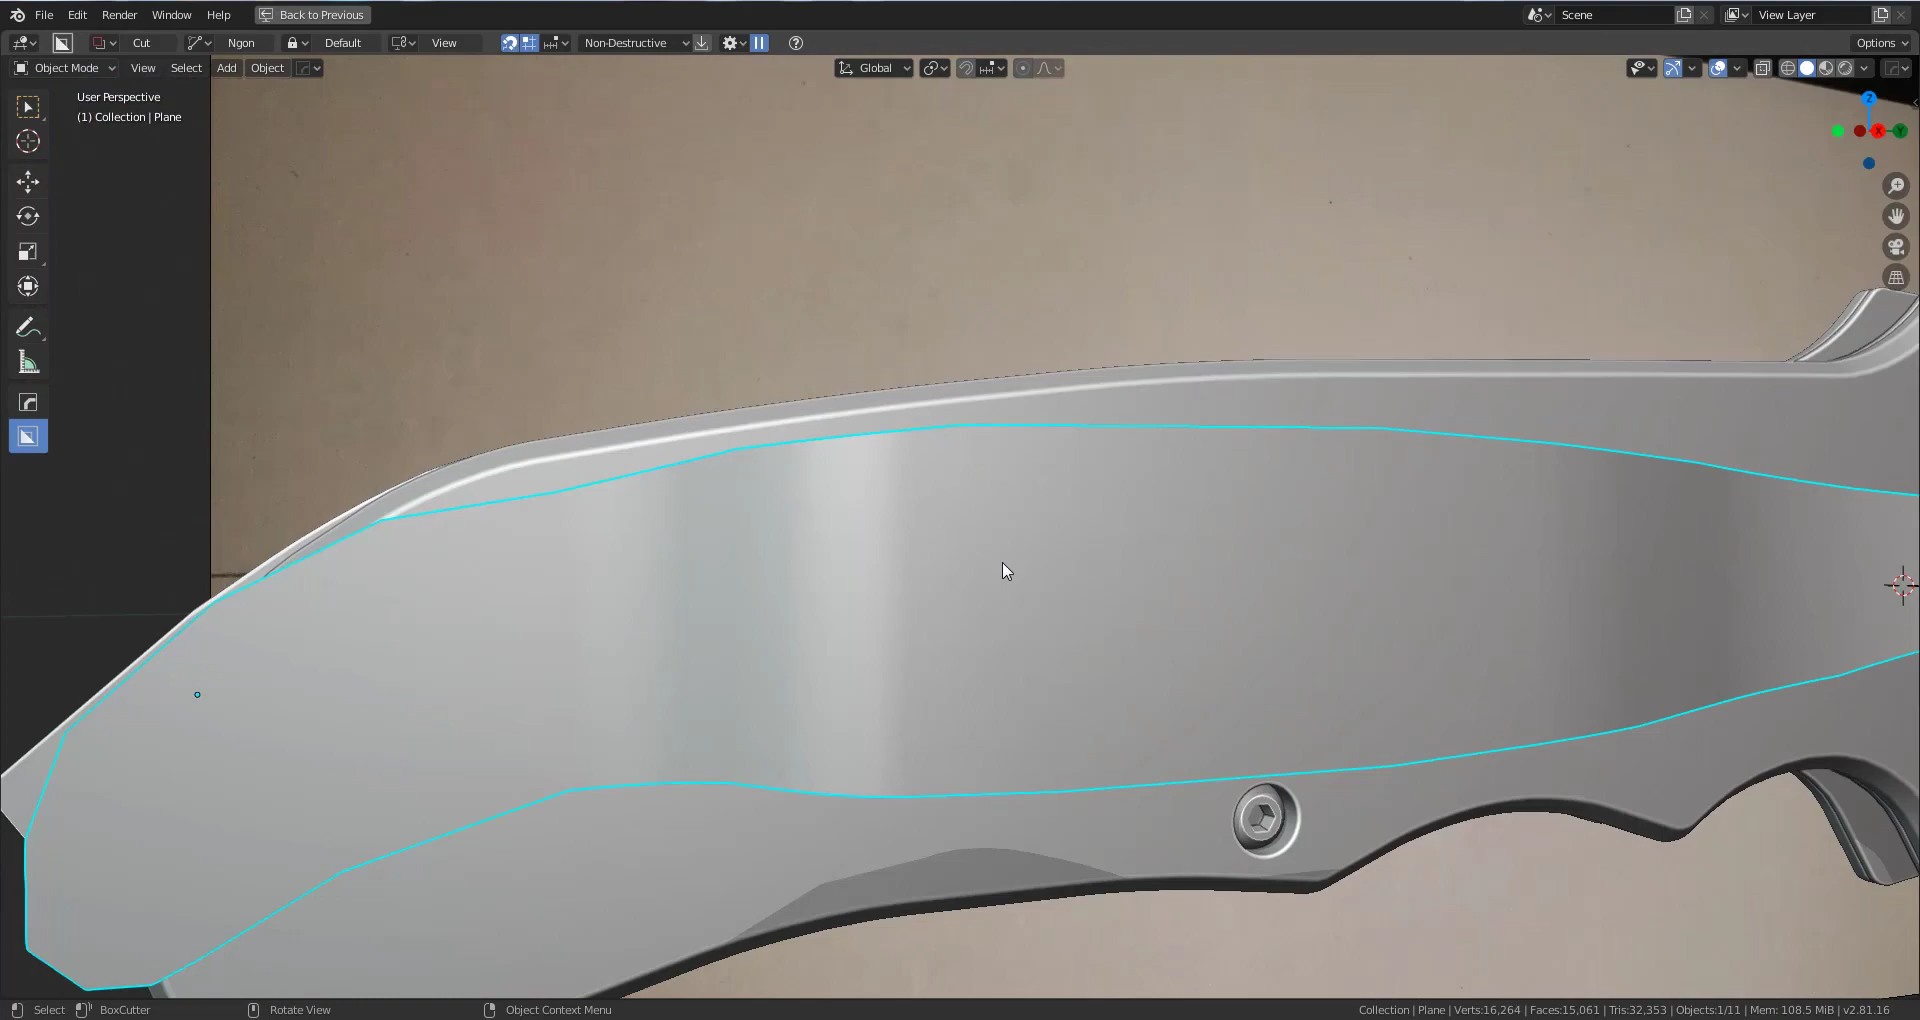 File Edit Render Window Help Back to Previous Scene View Layer
Cut Ngon Default View Non-Destructive Options
Object Mode View Select Add Object Global
User Perspective
(1) Collection | Plane
Z
X Y
Select BoxCutter Rotate View Object Context Menu Collection | Plane | Verts:16,264 | Faces:15,061 | Tris:32,353 | Objects:1/11 | Mem: 108.5 MiB | v2.81.16